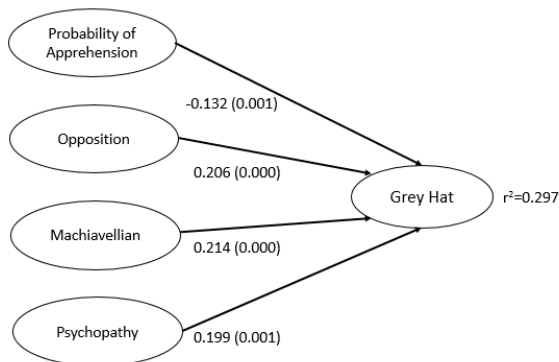 Probability of
Apprehension
-0.132 (0.001)
Opposition
0.206 (0.000)
Grey Hat
r²=0.297
Machiavellian
0.214 (0.000)
Psychopathy
0.199 (0.001)